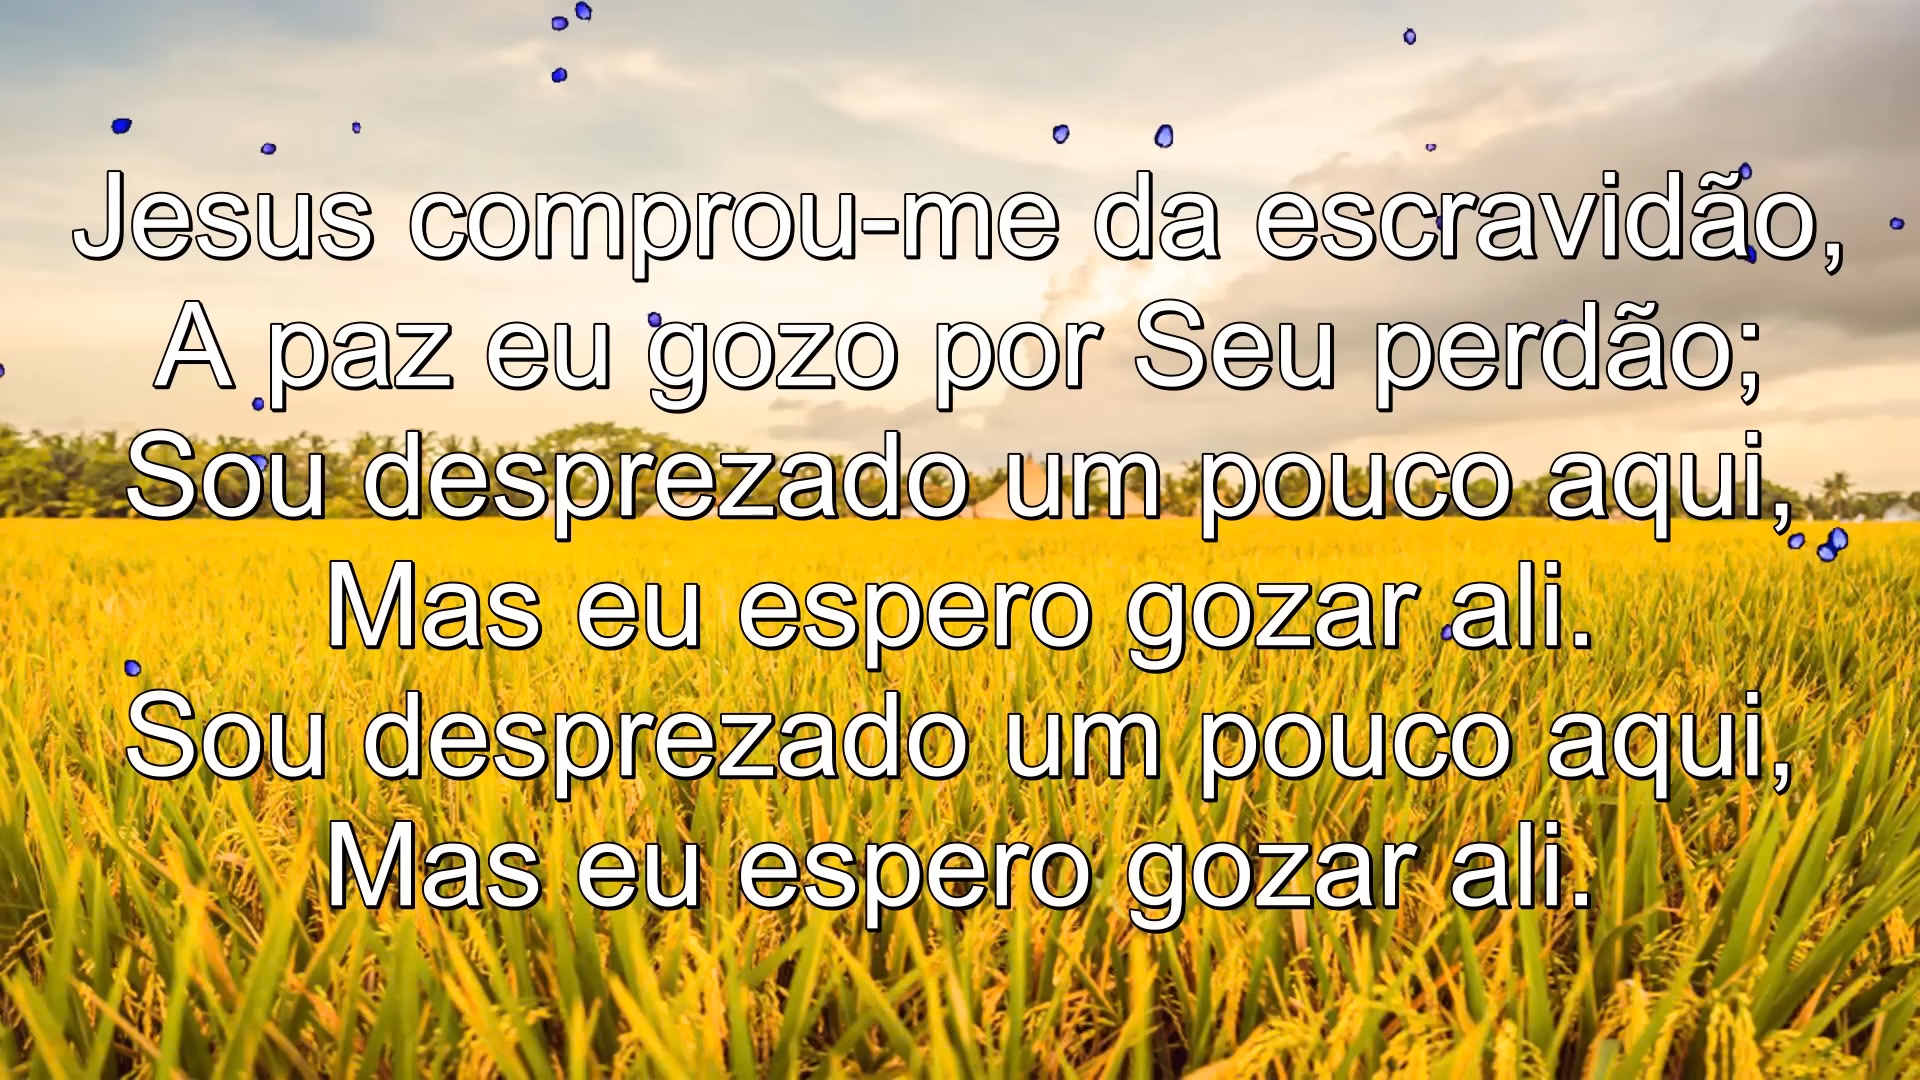 Jesus comprou-me da escravidão,
A paz eu gozo por Seu perdão;
Sou desprezado um pouco aqui,
Mas eu espero gozar ali.
Sou desprezado um pouco aqui,
Mas eu espero gozar ali.